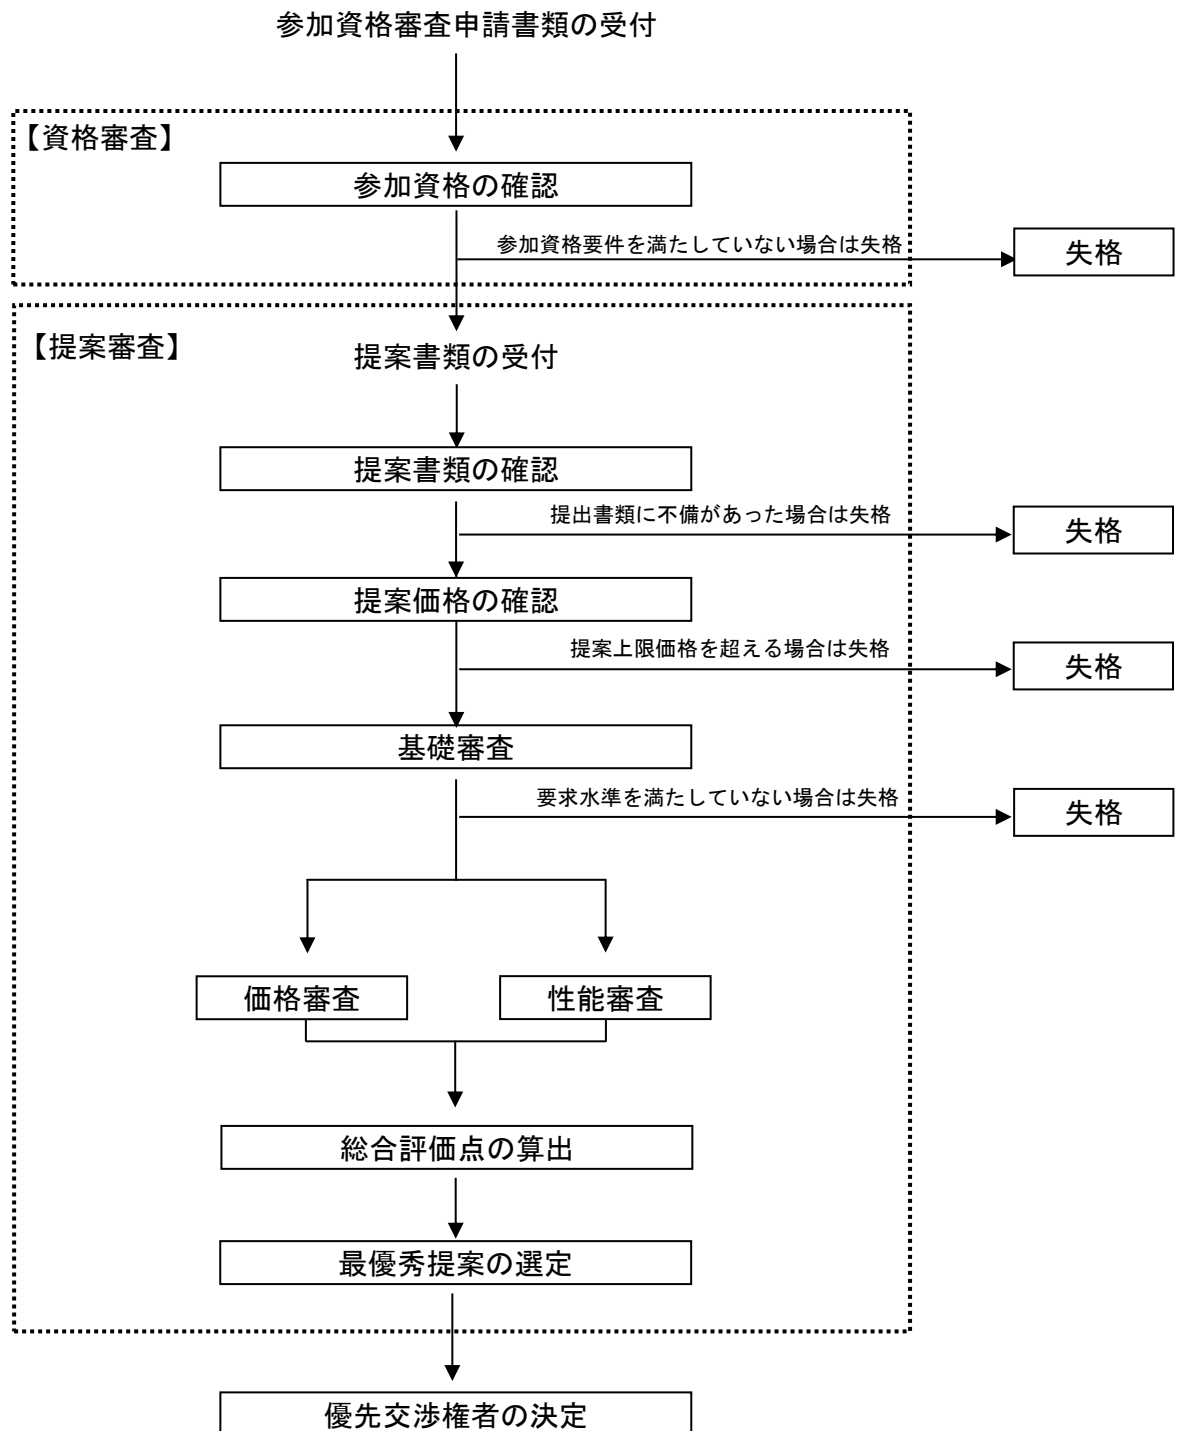 参加資格審査申請書類の受付
【資格審査】
参加資格の確認
参加資格要件を満たしていない場合は失格
失格
【提案審査】
提案書類の受付
提案書類の確認
提出書類に不備があった場合は失格
失格
提案価格の確認
提案上限価格を超える場合は失格
失格
基礎審査
要求水準を満たしていない場合は失格
失格
価格審査
性能審査
総合評価点の算出
最優秀提案の選定
優先交渉権者の決定